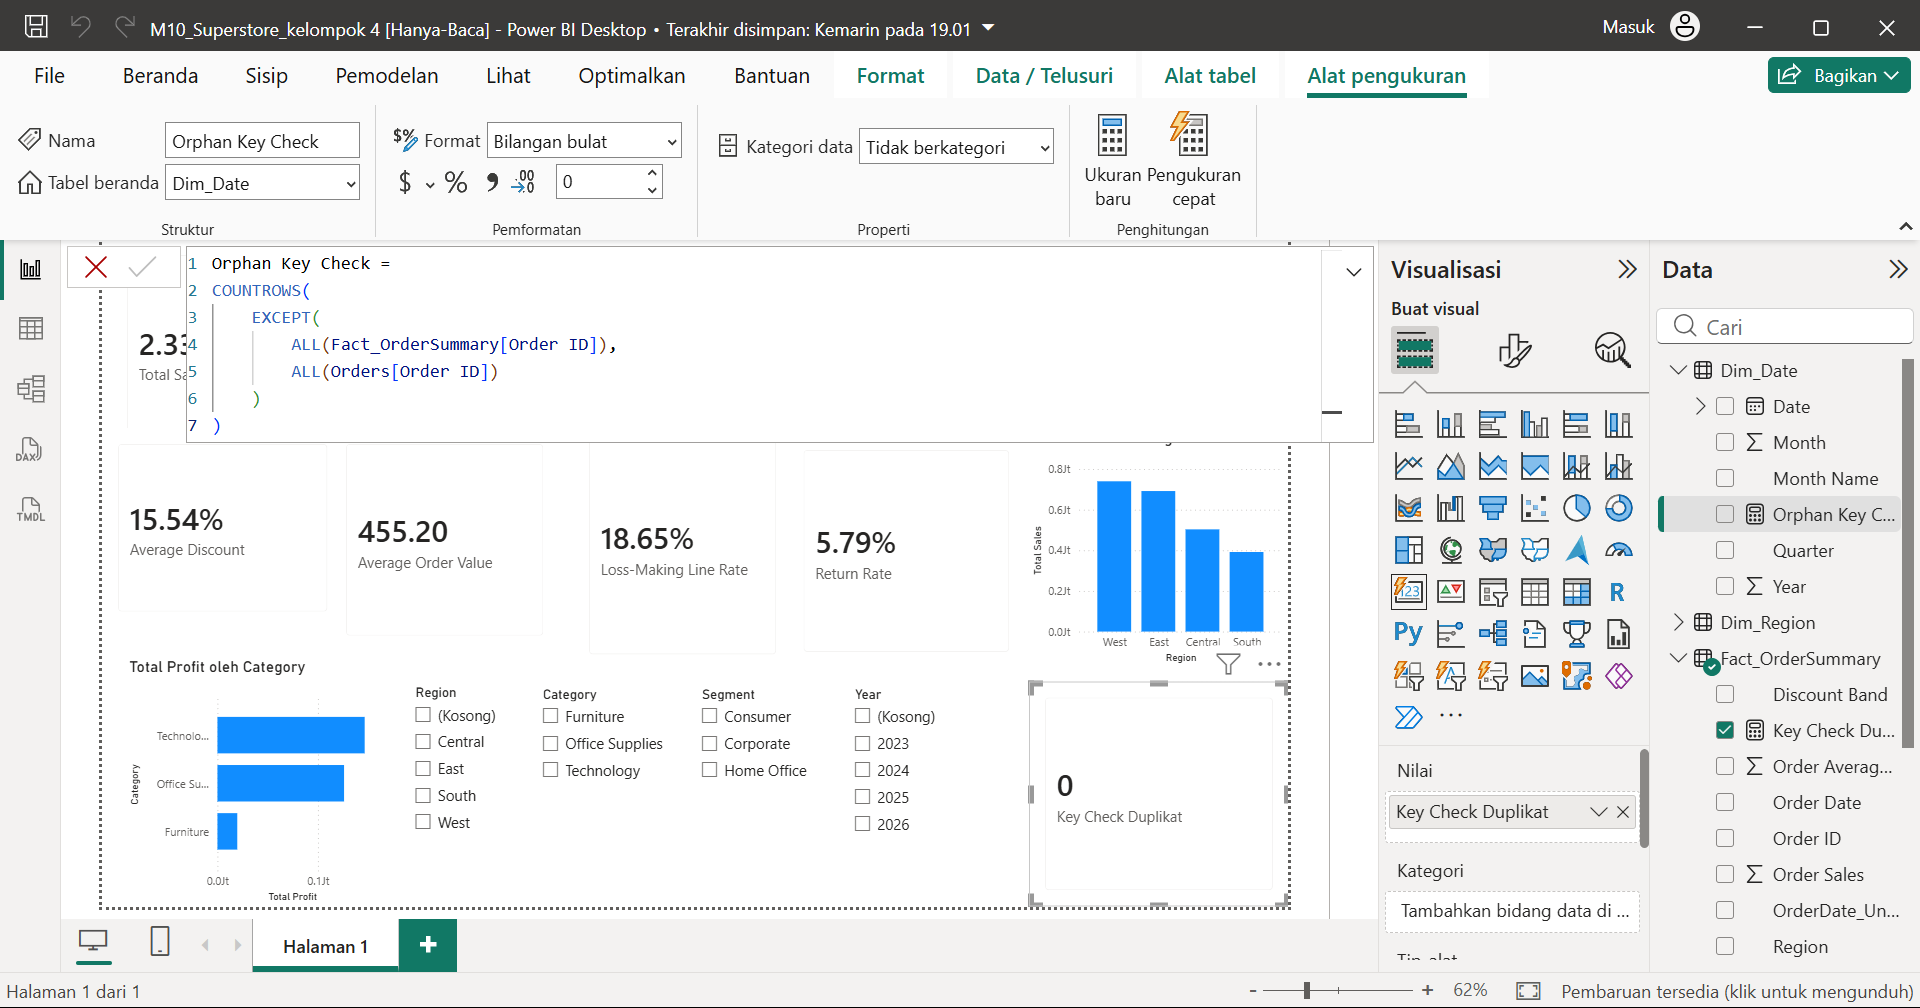 M10_Superstore_kelompok 4 [Hanya-Baca] - Power BI Desktop • Terakhir disimpan: Kemarin pada 19.01
Masuk
File Beranda Sisip Pemodelan Lihat Optimalkan Bantuan Format Data / Telusuri Alat tabel Alat pengukuran
Bagikan
Nama Orphan Key Check
Tabel beranda Dim_Date
Struktur
Format Bilangan bulat
$ % 0
Pemformatan
Kategori data Tidak berkategori
Properti
Ukuran baru
Pengukuran cepat
Penghitungan
1 Orphan Key Check =
2 COUNTROWS(
3 EXCEPT(
4 ALL(Fact_OrderSummary[Order ID]),
5 ALL(Orders[Order ID])
6 )
7 )
2.33
Total Sa
15.54%
Average Discount
455.20
Average Order Value
18.65%
Loss-Making Line Rate
5.79%
Return Rate
Total Sales
0.8Jt
0.6Jt
0.4Jt
0.2Jt
0.0Jt
West East Central South
Region
Total Profit oleh Category
Category
Technolo...
Office Su...
Furniture
0.0Jt 0.1Jt
Total Profit
Region
(Kosong)
Central
East
South
West
Category
Furniture
Office Supplies
Technology
Segment
Consumer
Corporate
Home Office
Year
(Kosong)
2023
2024
2025
2026
0
Key Check Duplikat
Visualisasi
Buat visual
123
R
Py
Nilai
Key Check Duplikat
Kategori
Tambahkan bidang data di ...
Data
Cari
Dim_Date
Date
Month
Month Name
Orphan Key C...
Quarter
Year
Dim_Region
Fact_OrderSummary
Discount Band
Key Check Du...
Order Averag...
Order Date
Order ID
Order Sales
OrderDate_Un...
Region
DAX
TMDL
Halaman 1
Halaman 1 dari 1
- + 62%
Pembaruan tersedia (klik untuk mengunduh)